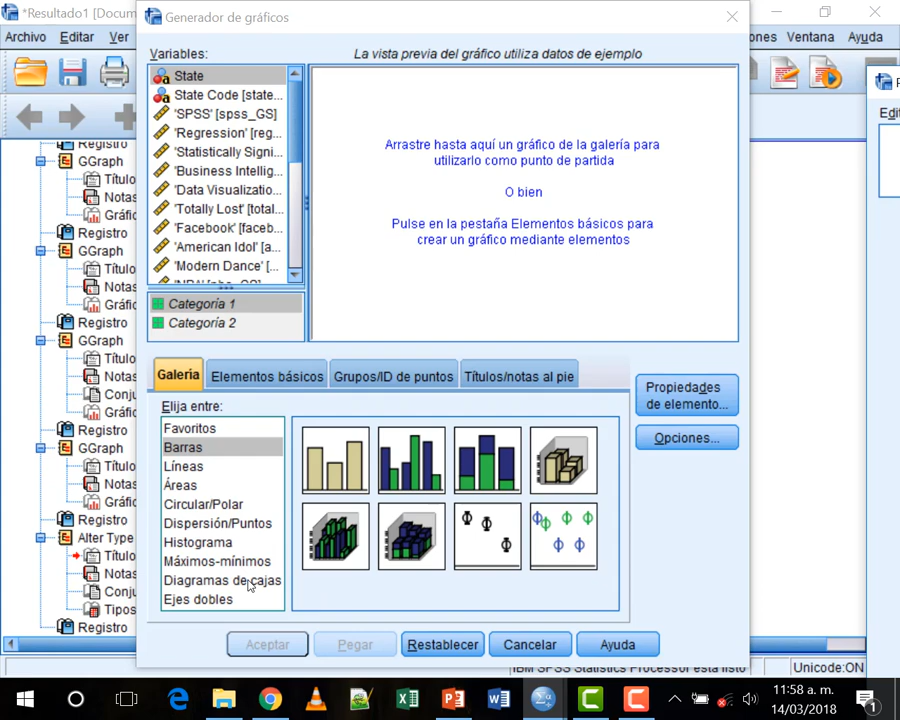 *Resultado1 [Docum
Generador de gráficos
Archivo Editar Ver
ones Ventana Ayuda
Variables:
La vista previa del gráfico utiliza datos de ejemplo
State
State Code [state...
'SPSS' [spss_GS]
'Regression' [reg...
'Statistically Signi...
'Business Intellig...
'Data Visualizatio...
'Totally Lost' [total...
'Facebook' [faceb...
'American Idol' [a...
'Modern Dance' [...
Arrastre hasta aquí un gráfico de la galería para
utilizarlo como punto de partida
O bien
Pulse en la pestaña Elementos básicos para
crear un gráfico mediante elementos
Categoría 1
Categoría 2
Registro
GGraph
Títulos
Notas
Gráfic
Registro
GGraph
Título
Notas
Gráfic
Registro
GGraph
Título
Notas
Conju
Gráfic
Registro
GGraph
Título
Notas
Gráfic
Registro
Alter Type
Título
Notas
Conju
Tipos
Registro
Edit
Galería
Elementos básicos
Grupos/ID de puntos
Títulos/notas al pie
Elija entre:
Favoritos
Barras
Líneas
Áreas
Circular/Polar
Dispersión/Puntos
Histograma
Máximos-mínimos
Diagramas de cajas
Ejes dobles
Propiedades
de elemento...
Opciones...
Aceptar
Pegar
Restablecer
Cancelar
Ayuda
IBM SPSS Statistics Processor está listo
Unicode:ON
11:58 a. m.
14/03/2018
1